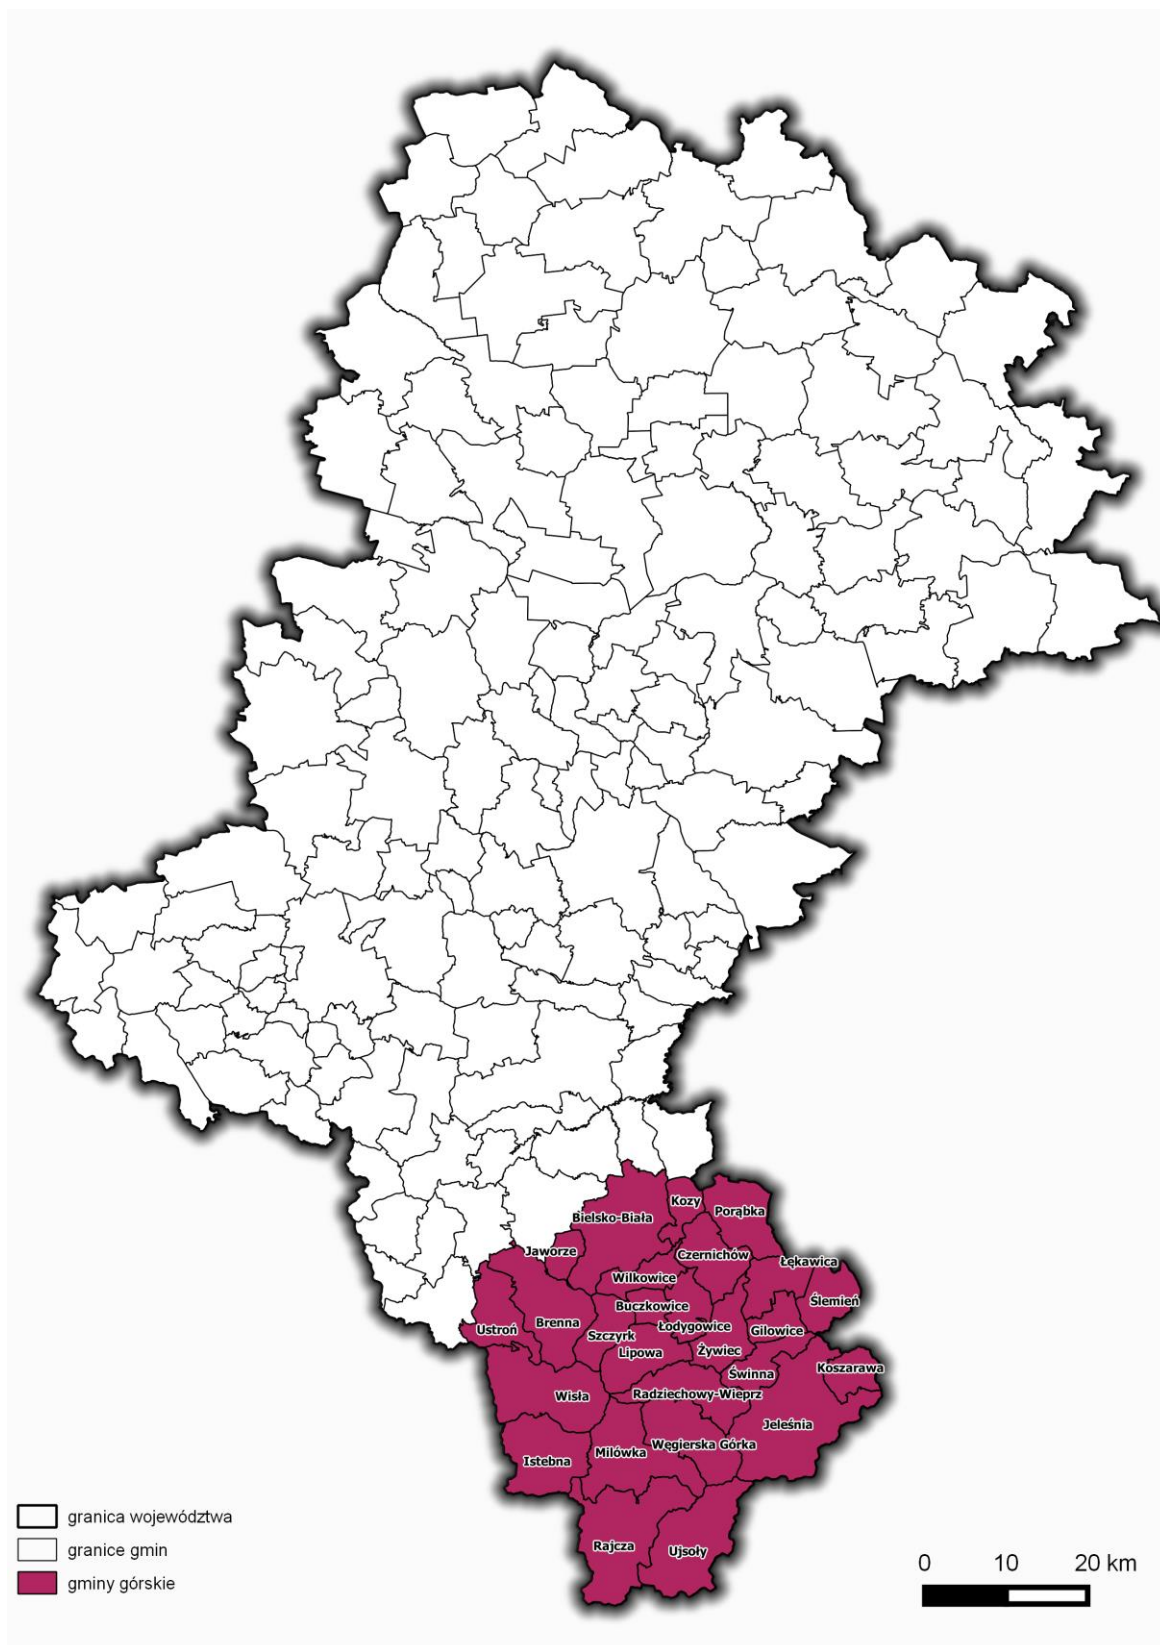 Kozy
Porąbka
Bielsko-Biała
Jaworze
Czernichów
Łękawica
Wilkowice
Ślemień
Buczkowice
Brenna
Łodygowice
Ustroń
Szczyrk
Gilowice
Lipowa
Żywiec
Koszarawa
Świnna
Wisła
Radziechowy-Wieprz
Jeleśnia
Węgierska Górka
Milówka
Istebna
Rajcza
Ujsoły
granica województwa
granice gmin
gminy górskie
0 10 20 km